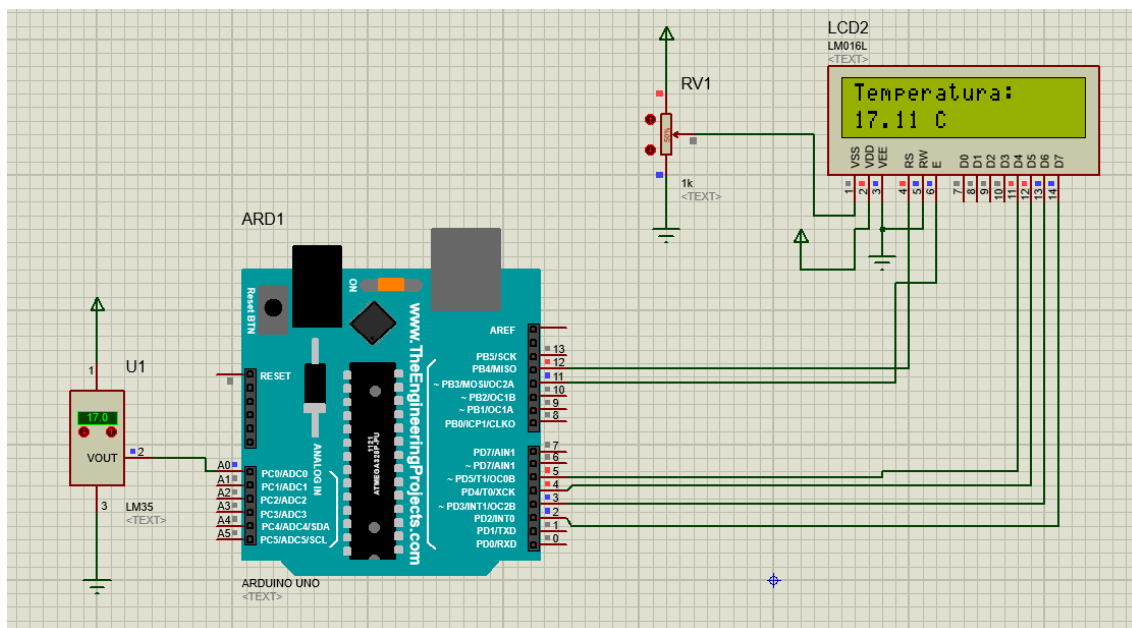 LCD2
LM016L
<TEXT>
Temperatura:
17.11 C
VSS VDD VEE RS RW E D0 D1 D2 D3 D4 D5 D6 D7
1 2 3 4 5 6 7 8 9 10 11 12 13 14
RV1
50%
1k
<TEXT>
ARD1
Reset BTN
ON
www.TheEngineeringProjects.com
AREF
PB5/SCK 13
PB4/MISO 12
~ PB3/MOSI/OC2A 11
~ PB2/OC1B 10
~ PB1/OC1A 9
PB0/ICP1/CLKO 8
PD7/AIN1 7
~ PD7/AIN1 6
~ PD5/T1/OC0B 5
PD4/T0/XCK 4
~ PD3/INT1/OC2B 3
PD2/INT0 2
PD1/TXD 1
PD0/RXD 0
RESET
ANALOG IN
ATMEGA328P-PU
1121
A0 PC0/ADC0
A1 PC1/ADC1
A2 PC2/ADC2
A3 PC3/ADC3
A4 PC4/ADC4/SDA
A5 PC5/ADC5/SCL
ARDUINO UNO
<TEXT>
U1
1
17.0
VOUT 2
3
LM35
<TEXT>